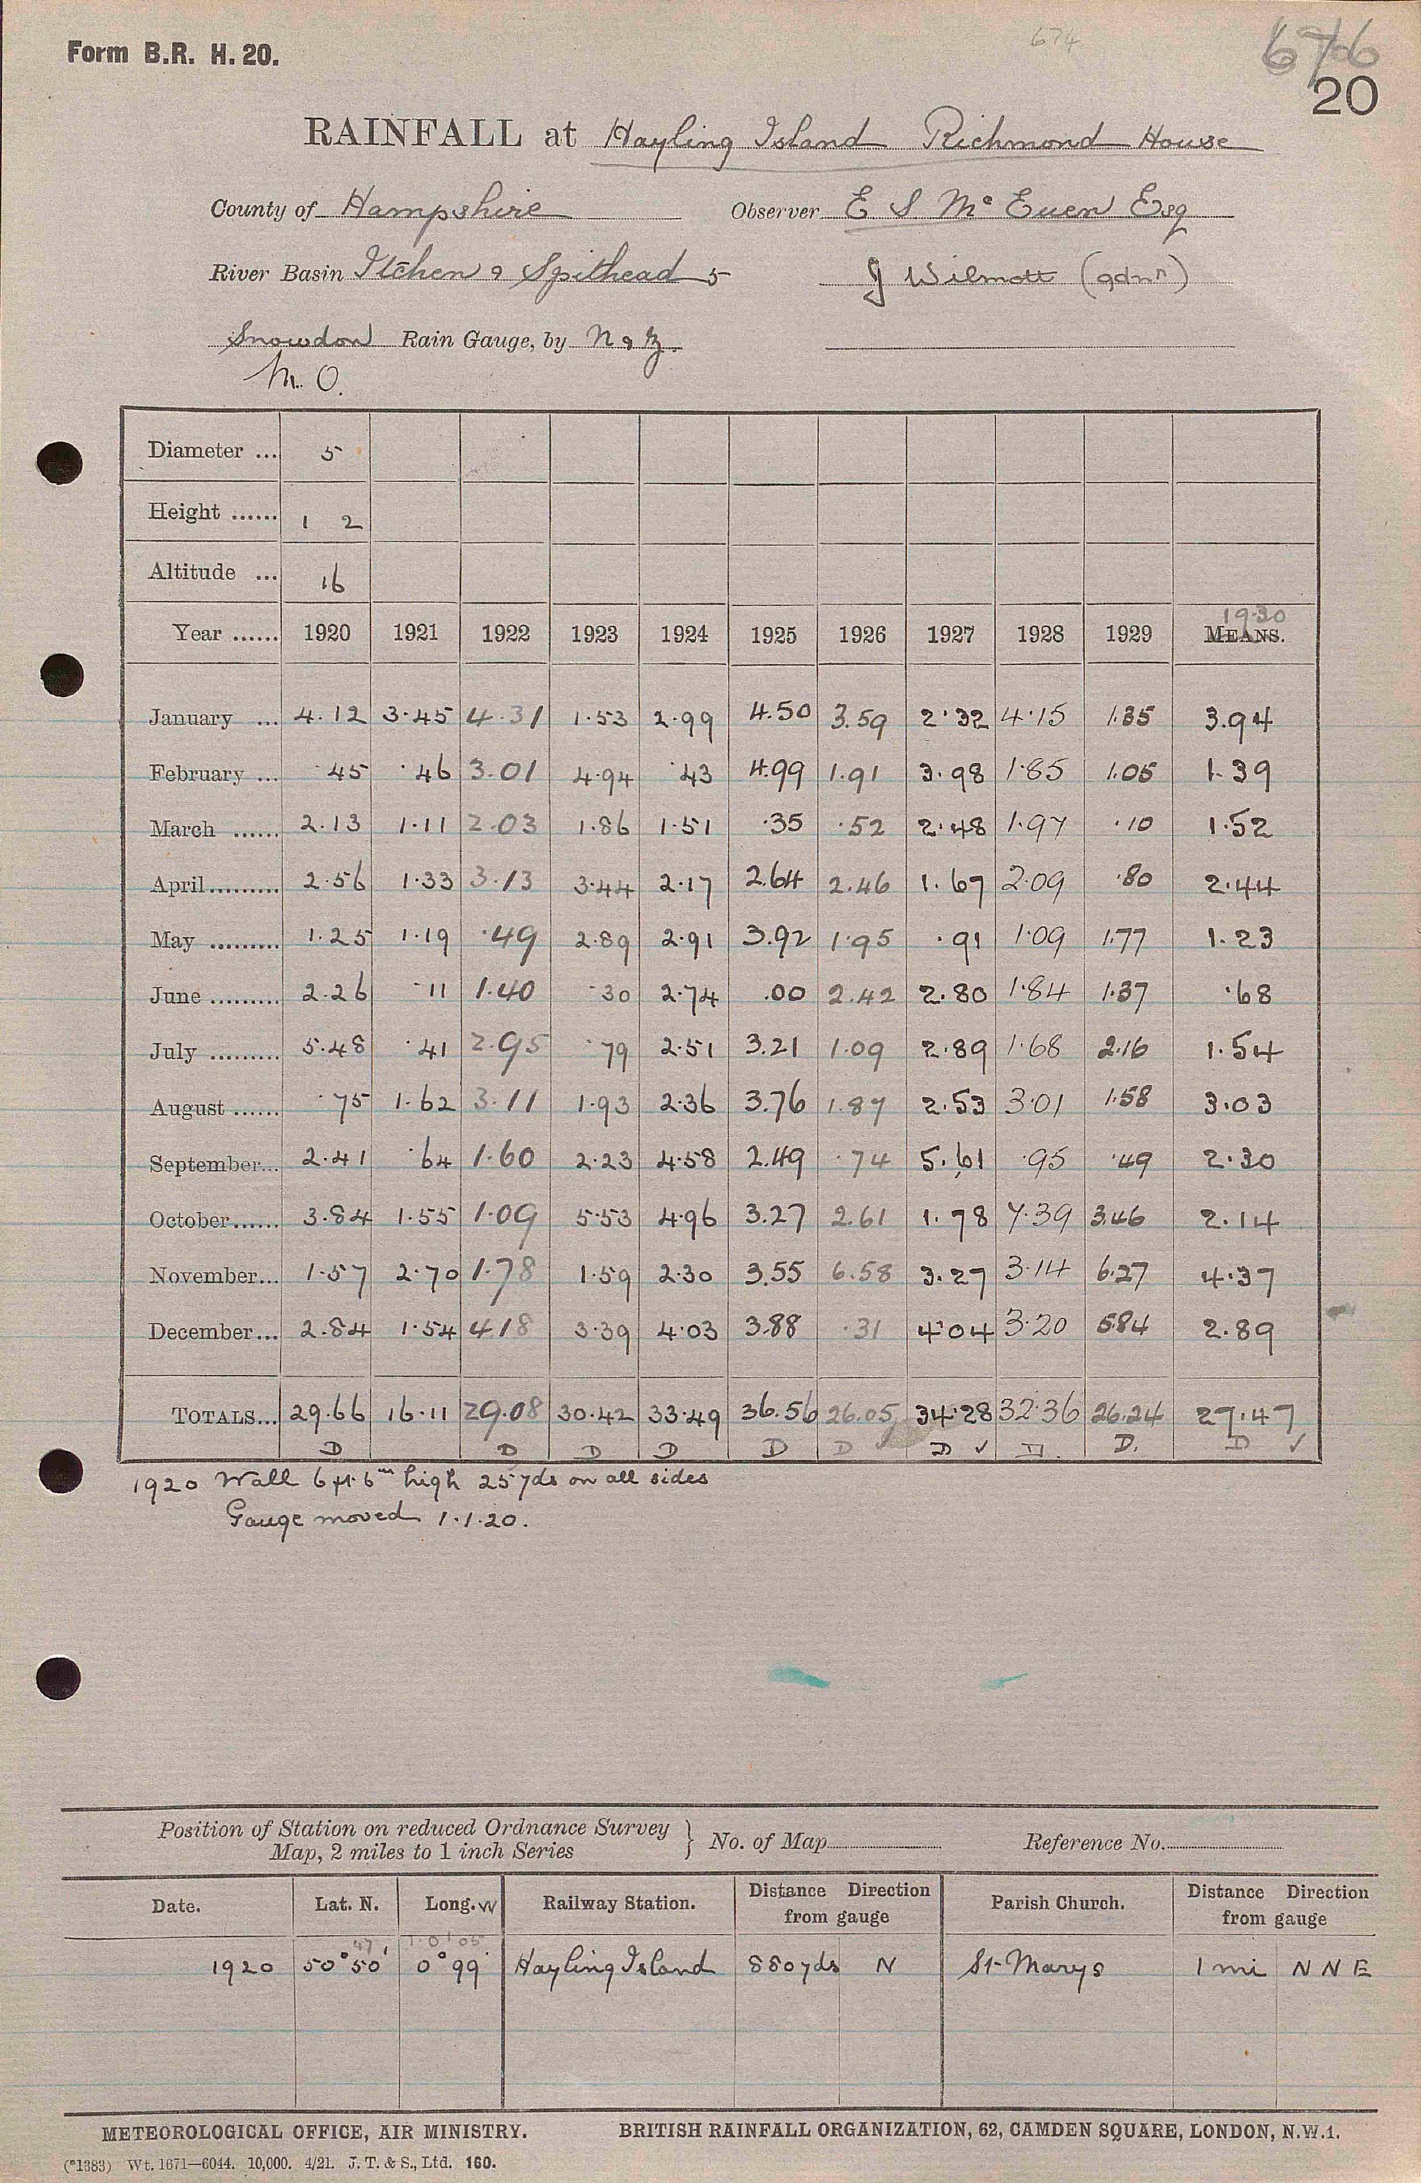 Form B.R. H. 20.
674
6706
20
RAINFALL at Hayling Island Richmond House
County of Hampshire Observer E S Mc Euen Esq
River Basin Itchen & Spithead 5 J Wilmott (gdnr)
Snowdon Rain Gauge, by N & Z.
M. O.
Diameter ... 5
Height ...... 1 2
Altitude ... 16
1930
Year ...... 1920 1921 1922 1923 1924 1925 1926 1927 1928 1929 MEANS.
January ... 4.12 3.45 4.31 1.53 2.99 4.50 3.59 2.32 4.15 1.35 3.94
February ... .45 .46 3.01 4.94 .43 4.99 1.91 3.98 1.85 1.05 1.39
March ...... 2.13 1.11 2.03 1.86 1.51 .35 .52 2.48 1.97 .10 1.52
April......... 2.56 1.33 3.13 3.44 2.17 2.64 2.46 1.67 2.09 .80 2.44
May ......... 1.25 1.19 .49 2.89 2.91 3.92 1.95 .91 1.09 1.77 1.23
June ......... 2.26 .11 1.40 .30 2.74 .00 2.42 2.80 1.84 1.37 .68
July ......... 5.48 .41 2.95 .79 2.51 3.21 1.09 2.89 1.68 2.16 1.54
August ...... .75 1.62 3.11 1.93 2.36 3.76 1.87 2.53 3.01 1.58 3.03
September... 2.41 .64 1.60 2.23 4.58 2.49 .74 5.61 .95 .49 2.30
October...... 3.84 1.55 1.09 5.53 4.96 3.27 2.61 1.78 7.39 3.46 2.14
November... 1.57 2.70 1.78 1.59 2.30 3.55 6.58 3.27 3.14 6.27 4.37
December... 2.84 1.54 4.18 3.39 4.03 3.88 .31 4.04 3.20 5.84 2.89
TOTALS... 29.66 16.11 29.08 30.42 33.49 36.56 26.05 34.28 32.36 26.24 27.47
D D D D D D D ✓ D. D. D ✓
1920 Wall 6 ft. 6 in high 25 yds on all sides
Gauge moved 1.1.20.
Position of Station on reduced Ordnance Survey
Map, 2 miles to 1 inch Series } No. of Map Reference No.
Date. Lat. N. Long. W Railway Station. Distance Direction from gauge Parish Church. Distance Direction from gauge
47' 1°0'05"
1920 50°50' 0°99' Hayling Island 880 yds N St Marys 1 mi N N E
METEOROLOGICAL OFFICE, AIR MINISTRY. BRITISH RAINFALL ORGANIZATION, 62, CAMDEN SQUARE, LONDON, N.W.1.
(*1383) Wt. 1671—6044. 10,000. 4/21. J. T. & S., Ltd. 160.